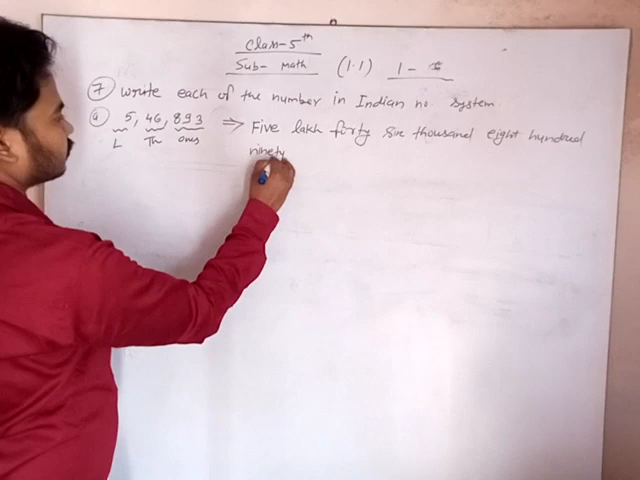 Class-5th
Sub- Math (1.1) 1 -
7 Write each of the number in Indian no. system
a 5, 46, 893 ⇒ Five lakh forty six thousand eight hundred
L Th ones
ninety